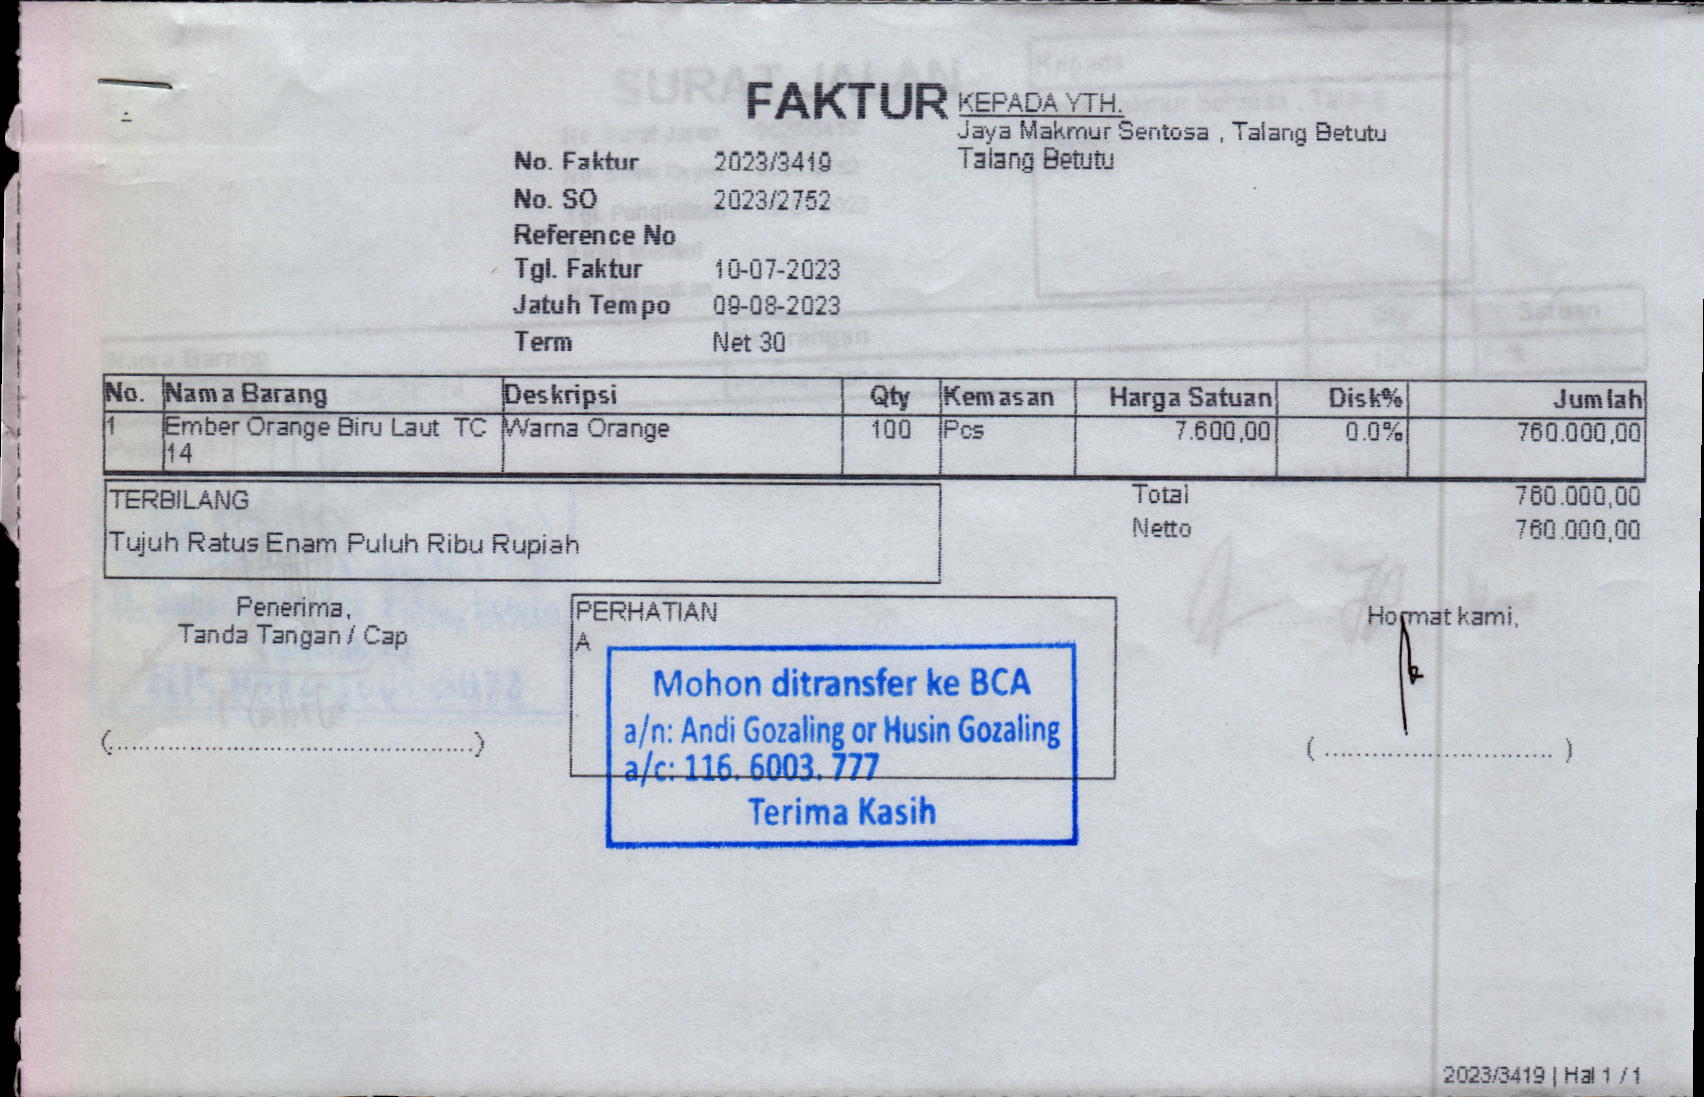 FAKTUR
KEPADA YTH.
Jaya Makmur Sentosa , Talang Betutu
Talang Betutu
No. Faktur 2023/3419
No. SO 2023/2752
Reference No
Tgl. Faktur 10-07-2023
Jatuh Tempo 09-08-2023
Term Net 30
No. Nama Barang Deskripsi Qty Kemasan Harga Satuan Disk% Jumlah
1 Ember Orange Biru Laut TC Warna Orange 100 Pcs 7.600,00 0.0% 760.000,00
14
TERBILANG
Tujuh Ratus Enam Puluh Ribu Rupiah
Total 760.000,00
Netto 760.000,00
Penerima,
Tanda Tangan / Cap
(................................................)
PERHATIAN
A
Mohon ditransfer ke BCA
a/n: Andi Gozaling or Husin Gozaling
a/c: 116. 6003. 777
Terima Kasih
Hormat kami,
( .............................. )
2023/3419 | Hal 1 / 1